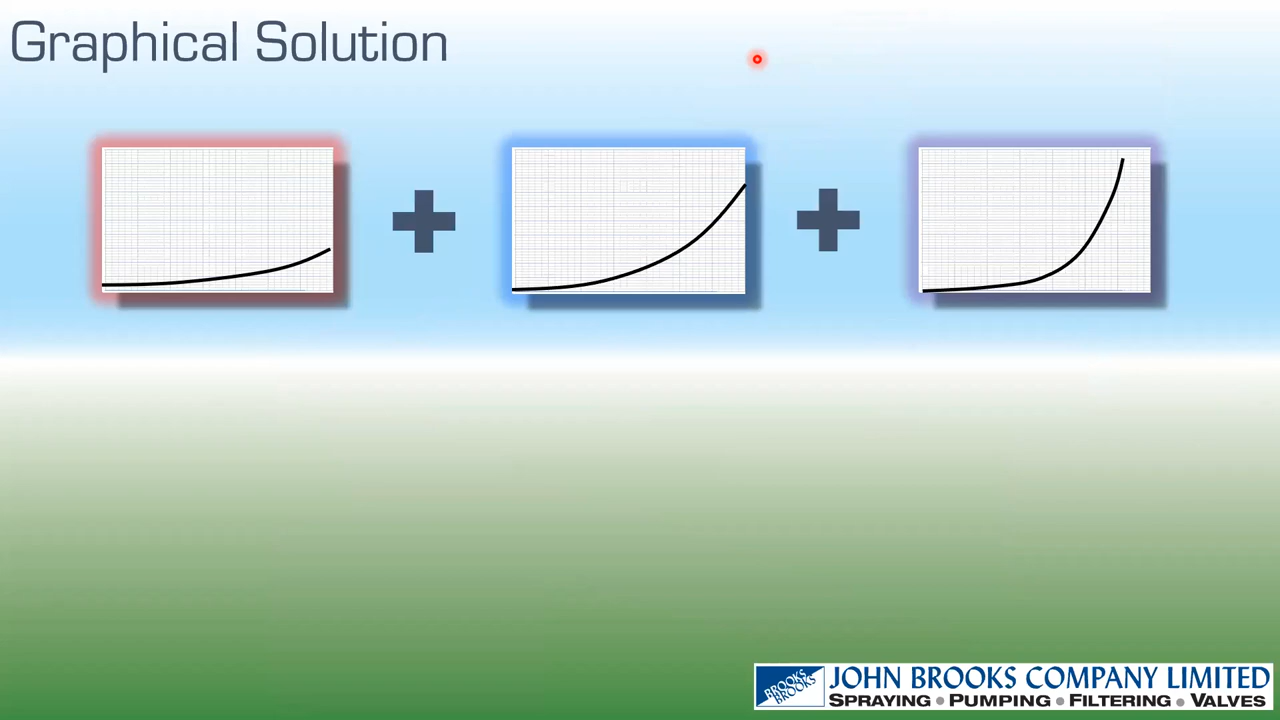 Graphical Solution
BROOKS
BROOKS
JOHN BROOKS COMPANY LIMITED
SPRAYING • PUMPING • FILTERING • VALVES